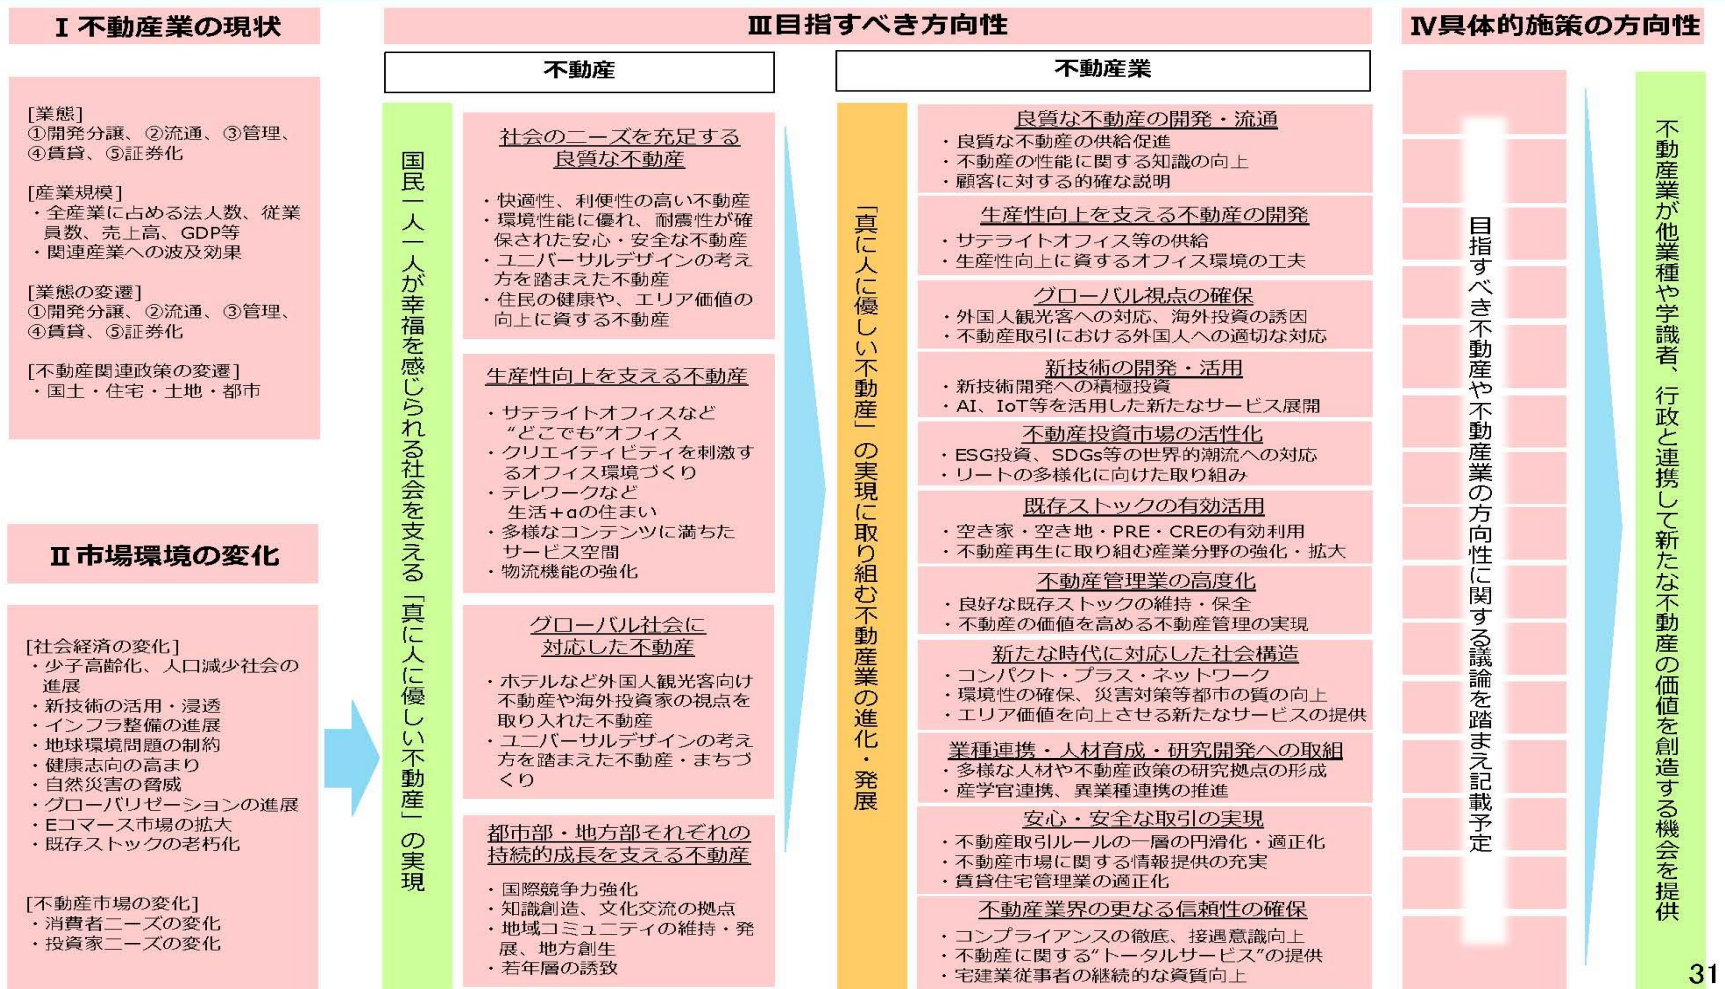 Ⅰ 不動産業の現状
[業態]
①開発分譲、②流通、③管理、
④賃貸、⑤証券化
[産業規模]
・全産業に占める法人数、従業
員数、売上高、GDP等
・関連産業への波及効果
[業態の変遷]
①開発分譲、②流通、③管理、
④賃貸、⑤証券化
[不動産関連政策の変遷]
・国土・住宅・土地・都市
Ⅱ 市場環境の変化
[社会経済の変化]
・少子高齢化、人口減少社会の
進展
・新技術の活用・浸透
・インフラ整備の進展
・地球環境問題の制約
・健康志向の高まり
・自然災害の脅威
・グローバリゼーションの進展
・Eコマース市場の拡大
・既存ストックの老朽化
[不動産市場の変化]
・消費者ニーズの変化
・投資家ニーズの変化
Ⅲ目指すべき方向性
不動産
国民一人一人が幸福を感じられる社会を支える「真に人に優しい不動産」の実現
社会のニーズを充足する
良質な不動産
・快適性、利便性の高い不動産
・環境性能に優れ、耐震性が確
保された安心・安全な不動産
・ユニバーサルデザインの考え
方を踏まえた不動産
・住民の健康や、エリア価値の
向上に資する不動産
生産性向上を支える不動産
・サテライトオフィスなど
“どこでも”オフィス
・クリエイティビティを刺激す
るオフィス環境づくり
・テレワークなど
生活+αの住まい
・多様なコンテンツに満ちた
サービス空間
・物流機能の強化
グローバル社会に
対応した不動産
・ホテルなど外国人観光客向け
不動産や海外投資家の視点を
取り入れた不動産
・ユニバーサルデザインの考え
方を踏まえた不動産・まちづ
くり
都市部・地方部それぞれの
持続的成長を支える不動産
・国際競争力強化
・知識創造、文化交流の拠点
・地域コミュニティの維持・発
展、地方創生
・若年層の誘致
不動産業
「真に人に優しい不動産」の実現に取り組む不動産業の進化・発展
良質な不動産の開発・流通
・良質な不動産の供給促進
・不動産の性能に関する知識の向上
・顧客に対する的確な説明
生産性向上を支える不動産の開発
・サテライトオフィス等の供給
・生産性向上に資するオフィス環境の工夫
グローバル視点の確保
・外国人観光客への対応、海外投資の誘因
・不動産取引における外国人への適切な対応
新技術の開発・活用
・新技術開発への積極投資
・AI、IoT等を活用した新たなサービス展開
不動産投資市場の活性化
・ESG投資、SDGs等の世界的潮流への対応
・リートの多様化に向けた取り組み
既存ストックの有効活用
・空き家・空き地・PRE・CREの有効利用
・不動産再生に取り組む産業分野の強化・拡大
不動産管理業の高度化
・良好な既存ストックの維持・保全
・不動産の価値を高める不動産管理の実現
新たな時代に対応した社会構造
・コンパクト・プラス・ネットワーク
・環境性の確保、災害対策等都市の質の向上
・エリア価値を向上させる新たなサービスの提供
業種連携・人材育成・研究開発への取組
・多様な人材や不動産政策の研究拠点の形成
・産学官連携、異業種連携の推進
安心・安全な取引の実現
・不動産取引ルールの一層の円滑化・適正化
・不動産市場に関する情報提供の充実
・賃貸住宅管理業の適正化
不動産業界の更なる信頼性の確保
・コンプライアンスの徹底、接遇意識向上
・不動産に関する“トータルサービス”の提供
・宅建業従事者の継続的な資質向上
Ⅳ具体的施策の方向性
目指すべき不動産や不動産業の方向性に関する議論を踏まえ記載予定
不動産業が他業種や学識者、行政と連携して新たな不動産の価値を創造する機会を提供
31